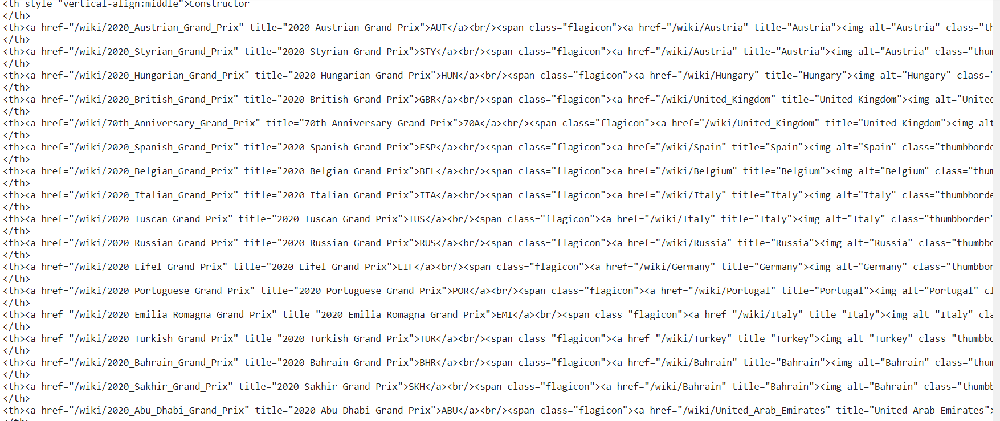 <th style="vertical-align:middle">Constructor
</th>
<th><a href="/wiki/2020_Austrian_Grand_Prix" title="2020 Austrian Grand Prix">AUT</a><br/><span class="flagicon"><a href="/wiki/Austria" title="Austria"><img alt="Austria" class="th
</th>
<th><a href="/wiki/2020_Styrian_Grand_Prix" title="2020 Styrian Grand Prix">STY</a><br/><span class="flagicon"><a href="/wiki/Austria" title="Austria"><img alt="Austria" class="thum
</th>
<th><a href="/wiki/2020_Hungarian_Grand_Prix" title="2020 Hungarian Grand Prix">HUN</a><br/><span class="flagicon"><a href="/wiki/Hungary" title="Hungary"><img alt="Hungary" class="
</th>
<th><a href="/wiki/2020_British_Grand_Prix" title="2020 British Grand Prix">GBR</a><br/><span class="flagicon"><a href="/wiki/United_Kingdom" title="United Kingdom"><img alt="United
</th>
<th><a href="/wiki/70th_Anniversary_Grand_Prix" title="70th Anniversary Grand Prix">70A</a><br/><span class="flagicon"><a href="/wiki/United_Kingdom" title="United Kingdom"><img alt
</th>
<th><a href="/wiki/2020_Spanish_Grand_Prix" title="2020 Spanish Grand Prix">ESP</a><br/><span class="flagicon"><a href="/wiki/Spain" title="Spain"><img alt="Spain" class="thumbborde
</th>
<th><a href="/wiki/2020_Belgian_Grand_Prix" title="2020 Belgian Grand Prix">BEL</a><br/><span class="flagicon"><a href="/wiki/Belgium" title="Belgium"><img alt="Belgium" class="thum
</th>
<th><a href="/wiki/2020_Italian_Grand_Prix" title="2020 Italian Grand Prix">ITA</a><br/><span class="flagicon"><a href="/wiki/Italy" title="Italy"><img alt="Italy" class="thumbborde
</th>
<th><a href="/wiki/2020_Tuscan_Grand_Prix" title="2020 Tuscan Grand Prix">TUS</a><br/><span class="flagicon"><a href="/wiki/Italy" title="Italy"><img alt="Italy" class="thumbborder"
</th>
<th><a href="/wiki/2020_Russian_Grand_Prix" title="2020 Russian Grand Prix">RUS</a><br/><span class="flagicon"><a href="/wiki/Russia" title="Russia"><img alt="Russia" class="thumbbo
</th>
<th><a href="/wiki/2020_Eifel_Grand_Prix" title="2020 Eifel Grand Prix">EIF</a><br/><span class="flagicon"><a href="/wiki/Germany" title="Germany"><img alt="Germany" class="thumbbor
</th>
<th><a href="/wiki/2020_Portuguese_Grand_Prix" title="2020 Portuguese Grand Prix">POR</a><br/><span class="flagicon"><a href="/wiki/Portugal" title="Portugal"><img alt="Portugal" cl
</th>
<th><a href="/wiki/2020_Emilia_Romagna_Grand_Prix" title="2020 Emilia Romagna Grand Prix">EMI</a><br/><span class="flagicon"><a href="/wiki/Italy" title="Italy"><img alt="Italy" cla
</th>
<th><a href="/wiki/2020_Turkish_Grand_Prix" title="2020 Turkish Grand Prix">TUR</a><br/><span class="flagicon"><a href="/wiki/Turkey" title="Turkey"><img alt="Turkey" class="thumbbo
</th>
<th><a href="/wiki/2020_Bahrain_Grand_Prix" title="2020 Bahrain Grand Prix">BHR</a><br/><span class="flagicon"><a href="/wiki/Bahrain" title="Bahrain"><img alt="Bahrain" class="thum
</th>
<th><a href="/wiki/2020_Sakhir_Grand_Prix" title="2020 Sakhir Grand Prix">SKH</a><br/><span class="flagicon"><a href="/wiki/Bahrain" title="Bahrain"><img alt="Bahrain" class="thumbb
</th>
<th><a href="/wiki/2020_Abu_Dhabi_Grand_Prix" title="2020 Abu Dhabi Grand Prix">ABU</a><br/><span class="flagicon"><a href="/wiki/United_Arab_Emirates" title="United Arab Emirates">
</th>